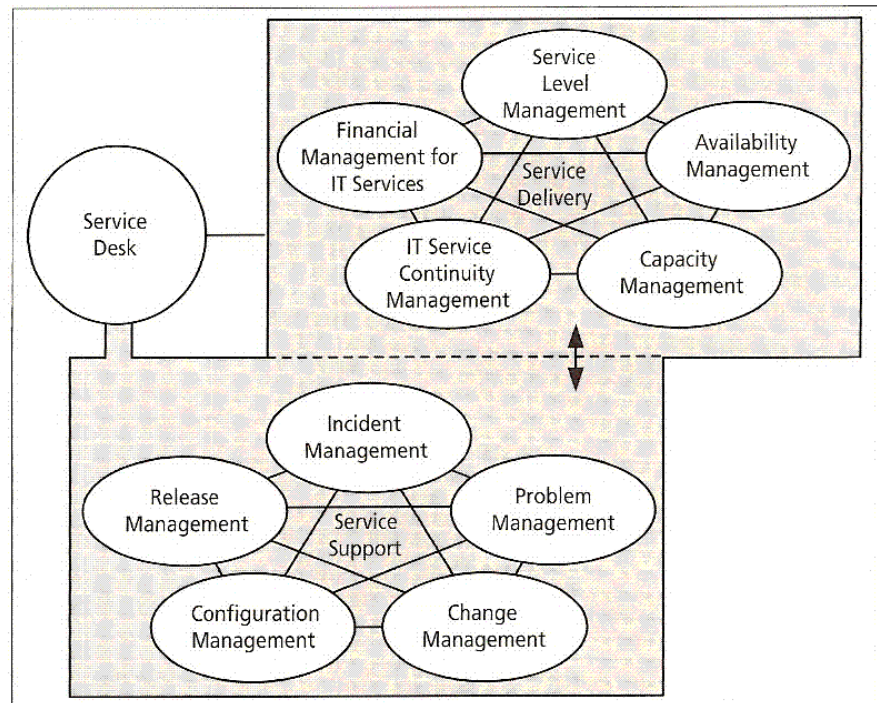 Service
Level
Management
Financial
Management for
IT Services
Availability
Management
Service
Delivery
Service
Desk
IT Service
Continuity
Management
Capacity
Management
Incident
Management
Release
Management
Problem
Management
Service
Support
Configuration
Management
Change
Management